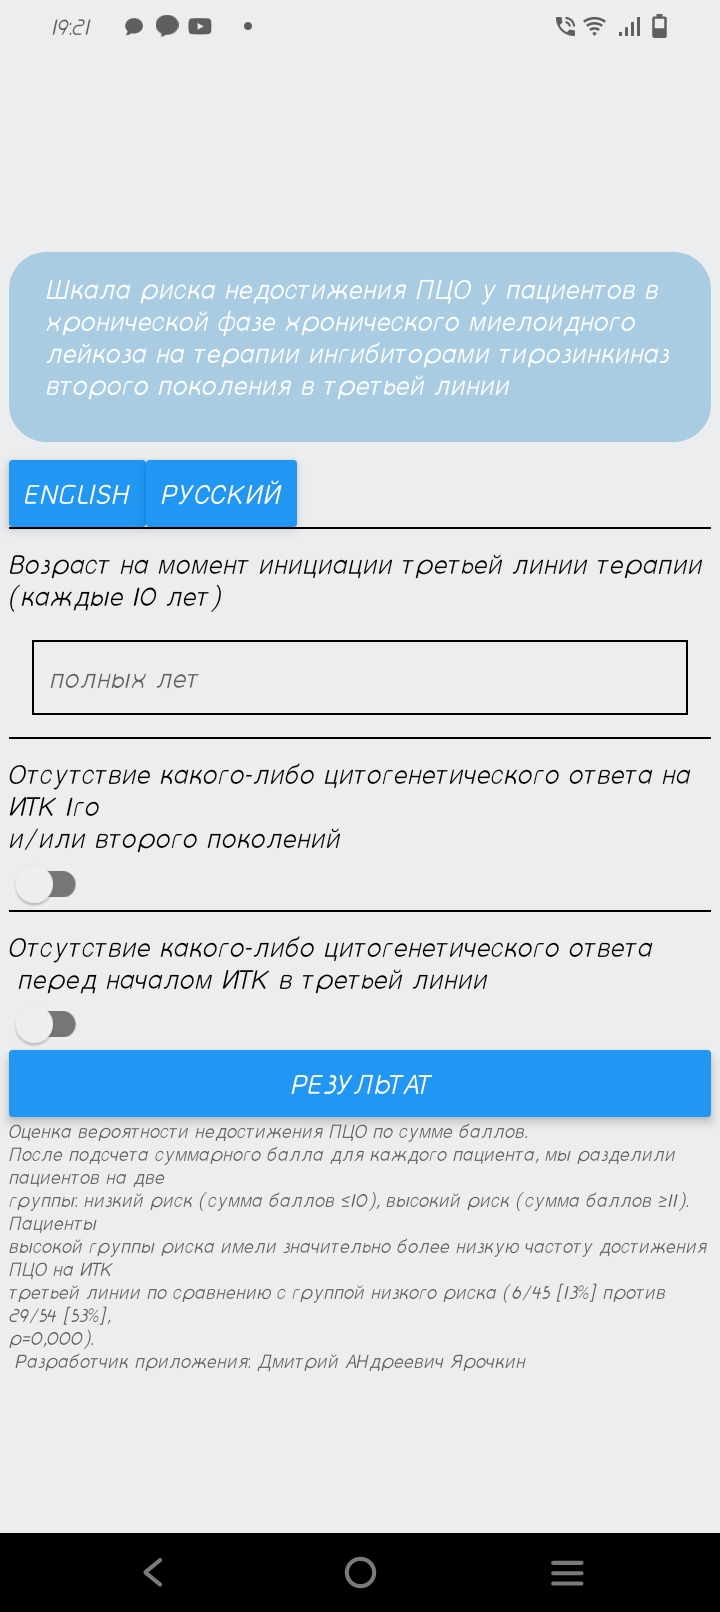 19:21
Шкала риска недостижения ПЦО у пациентов в
хронической фазе хронического миелоидного
лейкоза на терапии ингибиторами тирозинкиназ
второго поколения в третьей линии
ENGLISH РУССКИЙ
Возраст на момент инициации третьей линии терапии
(каждые 10 лет)
полных лет
Отсутствие какого-либо цитогенетического ответа на
ИТК 1го
и/или второго поколений
Отсутствие какого-либо цитогенетического ответа
перед началом ИТК в третьей линии
РЕЗУЛЬТАТ
Оценка вероятности недостижения ПЦО по сумме баллов.
После подсчета суммарного балла для каждого пациента, мы разделили
пациентов на две
группы: низкий риск (сумма баллов ≤10), высокий риск (сумма баллов ≥11).
Пациенты
высокой группы риска имели значительно более низкую частоту достижения
ПЦО на ИТК
третьей линии по сравнению с группой низкого риска (6/45 [13%] против
29/54 [53%],
p=0,000).
Разработчик приложения: Дмитрий АНдреевич Ярочкин